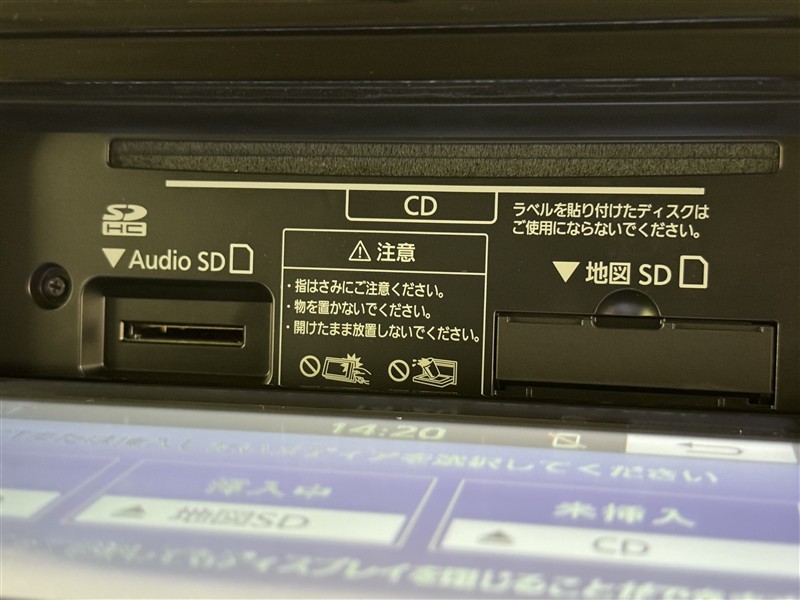 CD
ラベルを貼り付けたディスクは
ご使用にならないでください。
SD
HC
▼Audio SD
⚠注意
・指はさみにご注意ください。
・物を置かないでください。
・開けたまま放置しないでください。
▼地図 SD
14:20
挿入中
未挿入
▲地図SD
▲CD